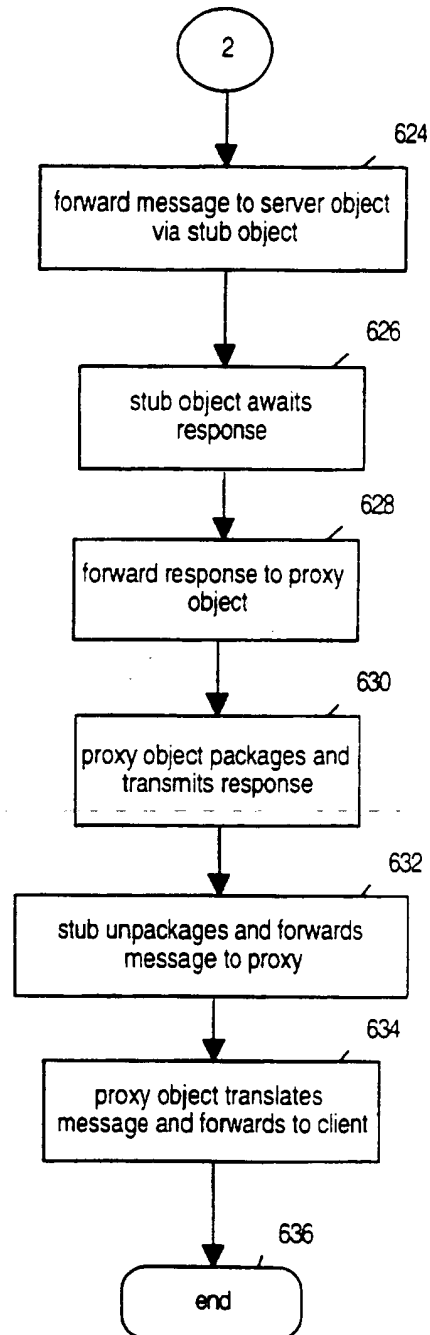 2
624
forward message to server object
via stub object
626
stub object awaits
response
628
forward response to proxy
object
630
proxy object packages and
transmits response
632
stub unpackages and forwards
message to proxy
634
proxy object translates
message and forwards to client
636
end